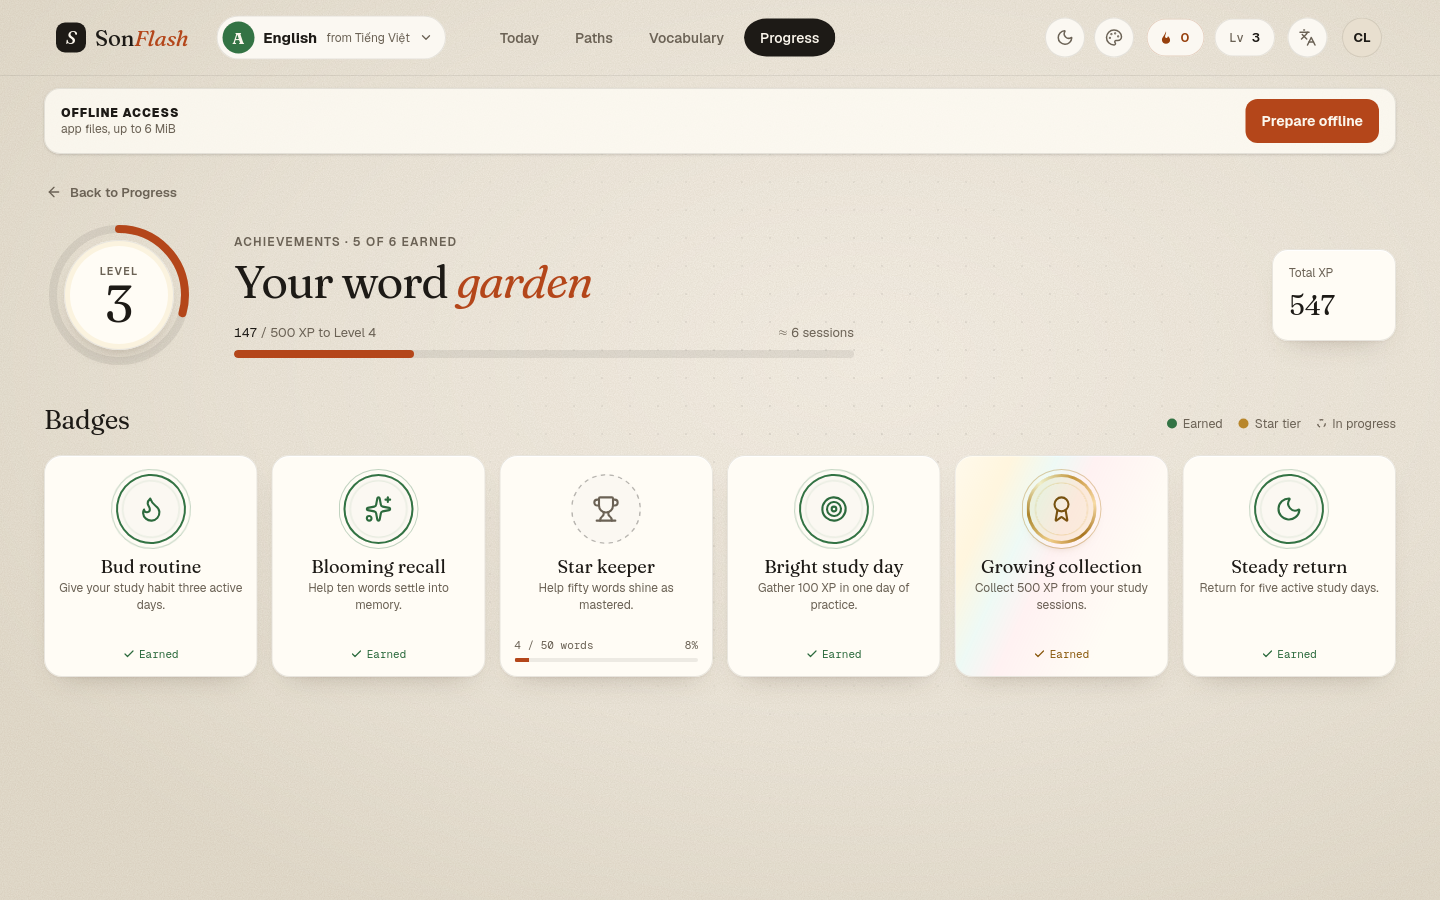 S SonFlash
A English from Tiếng Việt
Today
Paths
Vocabulary
Progress
0
Lv 3
CL
OFFLINE ACCESS
app files, up to 6 MiB
Prepare offline
Back to Progress
LEVEL
3
ACHIEVEMENTS · 5 OF 6 EARNED
Your word garden
147 / 500 XP to Level 4
≈ 6 sessions
Total XP
547
Badges
Earned
Star tier
In progress
Bud routine
Give your study habit three active
days.
Earned
Blooming recall
Help ten words settle into
memory.
Earned
Star keeper
Help fifty words shine as
mastered.
4 / 50 words 8%
Bright study day
Gather 100 XP in one day of
practice.
Earned
Growing collection
Collect 500 XP from your study
sessions.
Earned
Steady return
Return for five active study days.
Earned